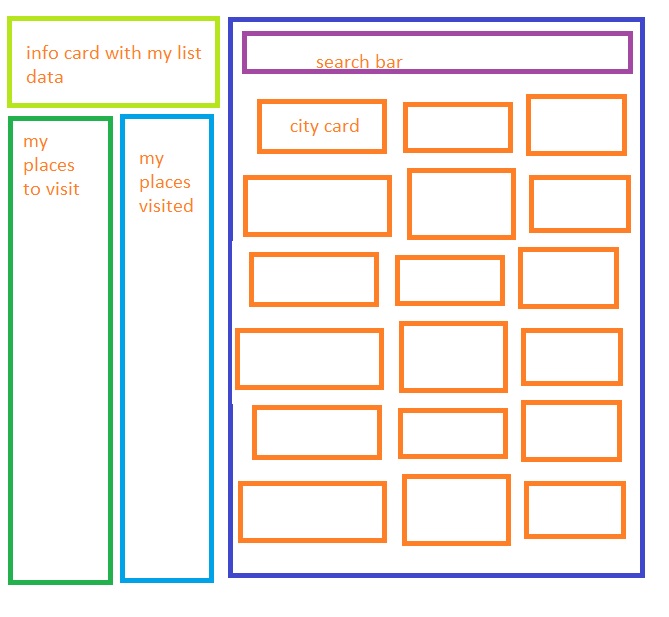 info card with my list
data
search bar
city card
my
places
to visit
my
places
visited